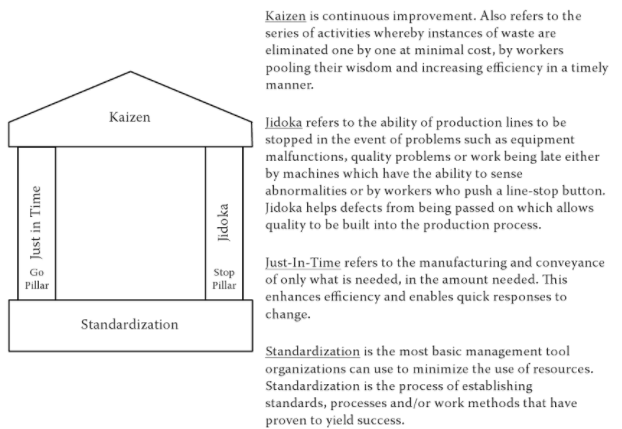 Kaizen
Just in Time
Go
Pillar
Jidoka
Stop
Pillar
Standardization
Kaizen is continuous improvement. Also refers to the
series of activities whereby instances of waste are
eliminated one by one at minimal cost, by workers
pooling their wisdom and increasing efficiency in a timely
manner.
Jidoka refers to the ability of production lines to be
stopped in the event of problems such as equipment
malfunctions, quality problems or work being late either
by machines which have the ability to sense
abnormalities or by workers who push a line-stop button.
Jidoka helps defects from being passed on which allows
quality to be built into the production process.
Just-In-Time refers to the manufacturing and conveyance
of only what is needed, in the amount needed. This
enhances efficiency and enables quick responses to
change.
Standardization is the most basic management tool
organizations can use to minimize the use of resources.
Standardization is the process of establishing
standards, processes and/or work methods that have
proven to yield success.